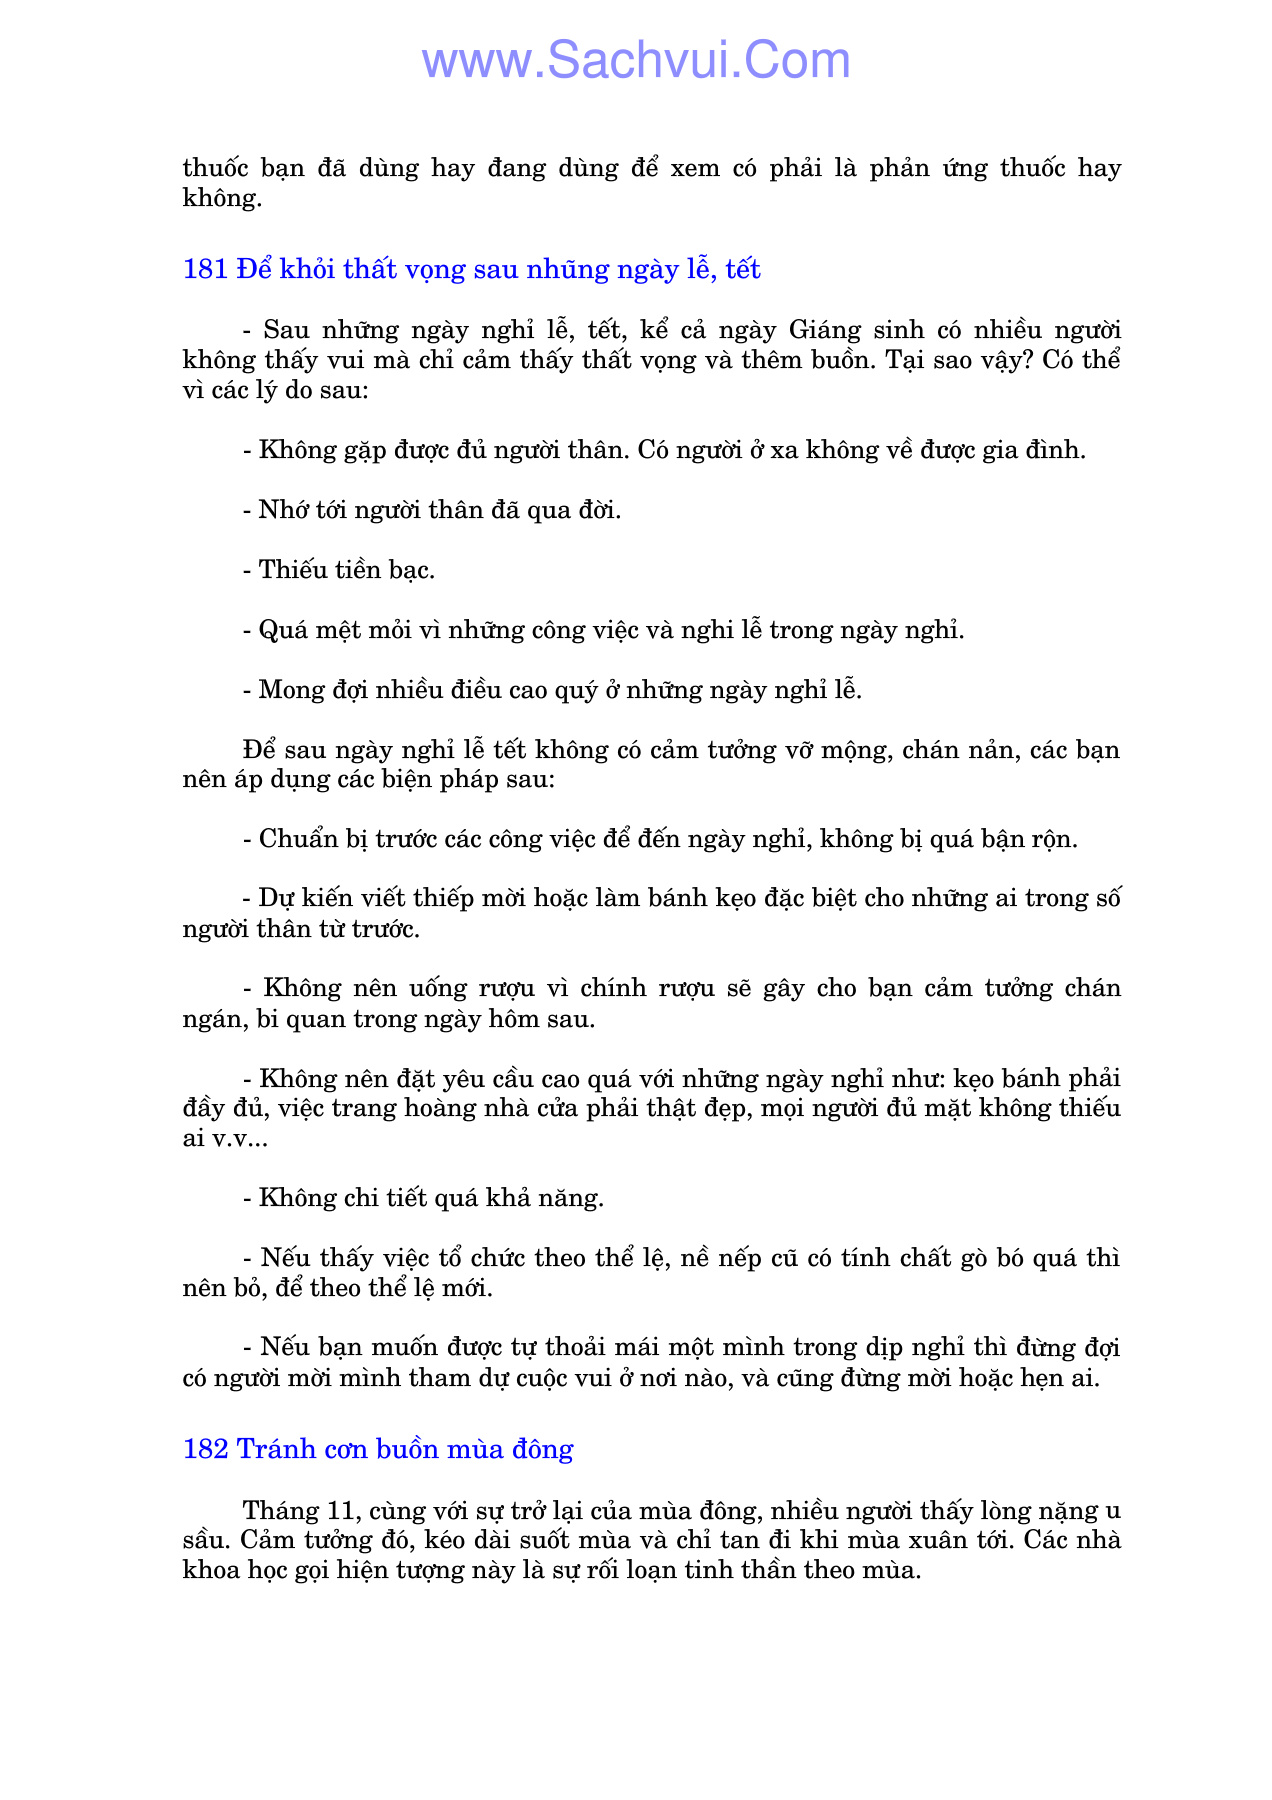 www.Sachvui.Com
thuốc bạn đã dùng hay đang dùng để xem có phải là phản ứng thuốc hay
không.
181 Để khỏi thất vọng sau nhũng ngày lễ, tết
- Sau những ngày nghỉ lễ, tết, kể cả ngày Giáng sinh có nhiều người
không thấy vui mà chỉ cảm thấy thất vọng và thêm buồn. Tại sao vậy? Có thể
vì các lý do sau:
- Không gặp được đủ người thân. Có người ở xa không về được gia đình.
- Nhớ tới người thân đã qua đời.
- Thiếu tiền bạc.
- Quá mệt mỏi vì những công việc và nghi lễ trong ngày nghỉ.
- Mong đợi nhiều điều cao quý ở những ngày nghỉ lễ.
Để sau ngày nghỉ lễ tết không có cảm tưởng vỡ mộng, chán nản, các bạn
nên áp dụng các biện pháp sau:
- Chuẩn bị trước các công việc để đến ngày nghỉ, không bị quá bận rộn.
- Dự kiến viết thiếp mời hoặc làm bánh kẹo đặc biệt cho những ai trong số
người thân từ trước.
- Không nên uống rượu vì chính rượu sẽ gây cho bạn cảm tưởng chán
ngán, bi quan trong ngày hôm sau.
- Không nên đặt yêu cầu cao quá với những ngày nghỉ như: kẹo bánh phải
đầy đủ, việc trang hoàng nhà cửa phải thật đẹp, mọi người đủ mặt không thiếu
ai v.v...
- Không chi tiết quá khả năng.
- Nếu thấy việc tổ chức theo thể lệ, nề nếp cũ có tính chất gò bó quá thì
nên bỏ, để theo thể lệ mới.
- Nếu bạn muốn được tự thoải mái một mình trong dịp nghỉ thì đừng đợi
có người mời mình tham dự cuộc vui ở nơi nào, và cũng đừng mời hoặc hẹn ai.
182 Tránh cơn buồn mùa đông
Tháng 11, cùng với sự trở lại của mùa đông, nhiều người thấy lòng nặng u
sầu. Cảm tưởng đó, kéo dài suốt mùa và chỉ tan đi khi mùa xuân tới. Các nhà
khoa học gọi hiện tượng này là sự rối loạn tinh thần theo mùa.